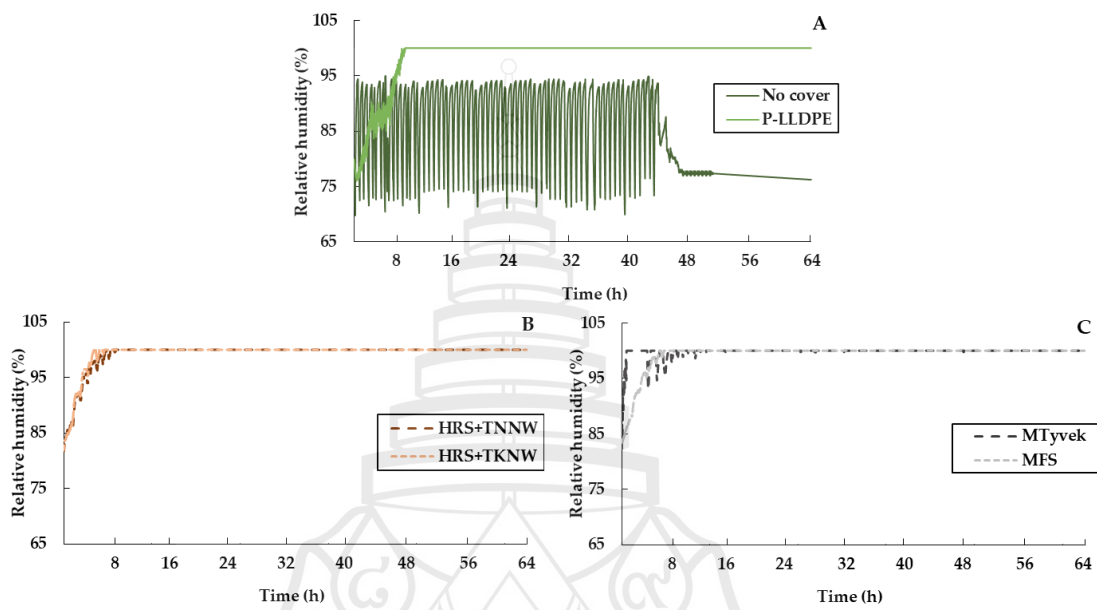 A
105
95
85
75
65
Relative humidity (%)
No cover
P-LLDPE
8 16 24 32 40 48 56 64
Time (h)
B
105
95
85
75
65
Relative humidity (%)
HRS+TNNW
HRS+TKNW
8 16 24 32 40 48 56 64
Time (h)
C
105
95
85
75
65
Relative humidity (%)
MTyvek
MFS
8 16 24 32 40 48 56 64
Time (h)